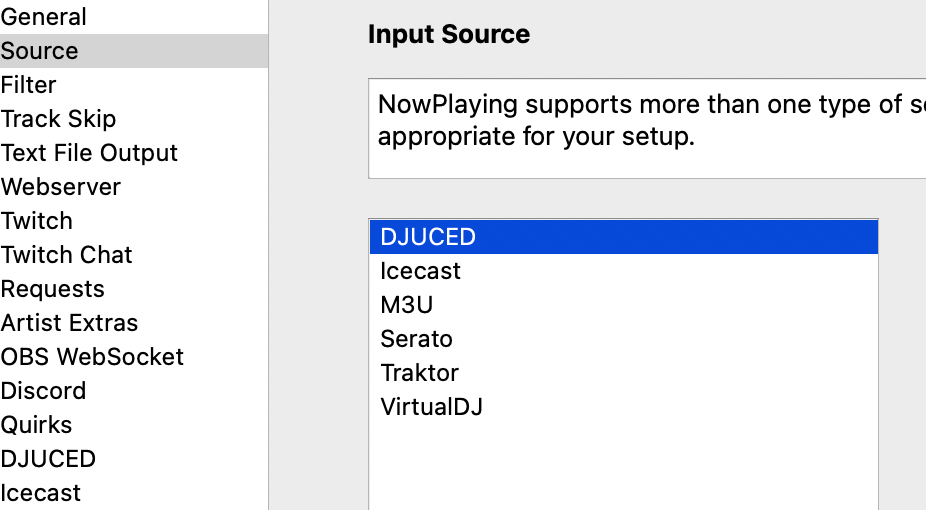 General
Source
Filter
Track Skip
Text File Output
Webserver
Twitch
Twitch Chat
Requests
Artist Extras
OBS WebSocket
Discord
Quirks
DJUCED
Icecast
Input Source
NowPlaying supports more than one type of
appropriate for your setup.
DJUCED
Icecast
M3U
Serato
Traktor
VirtualDJ